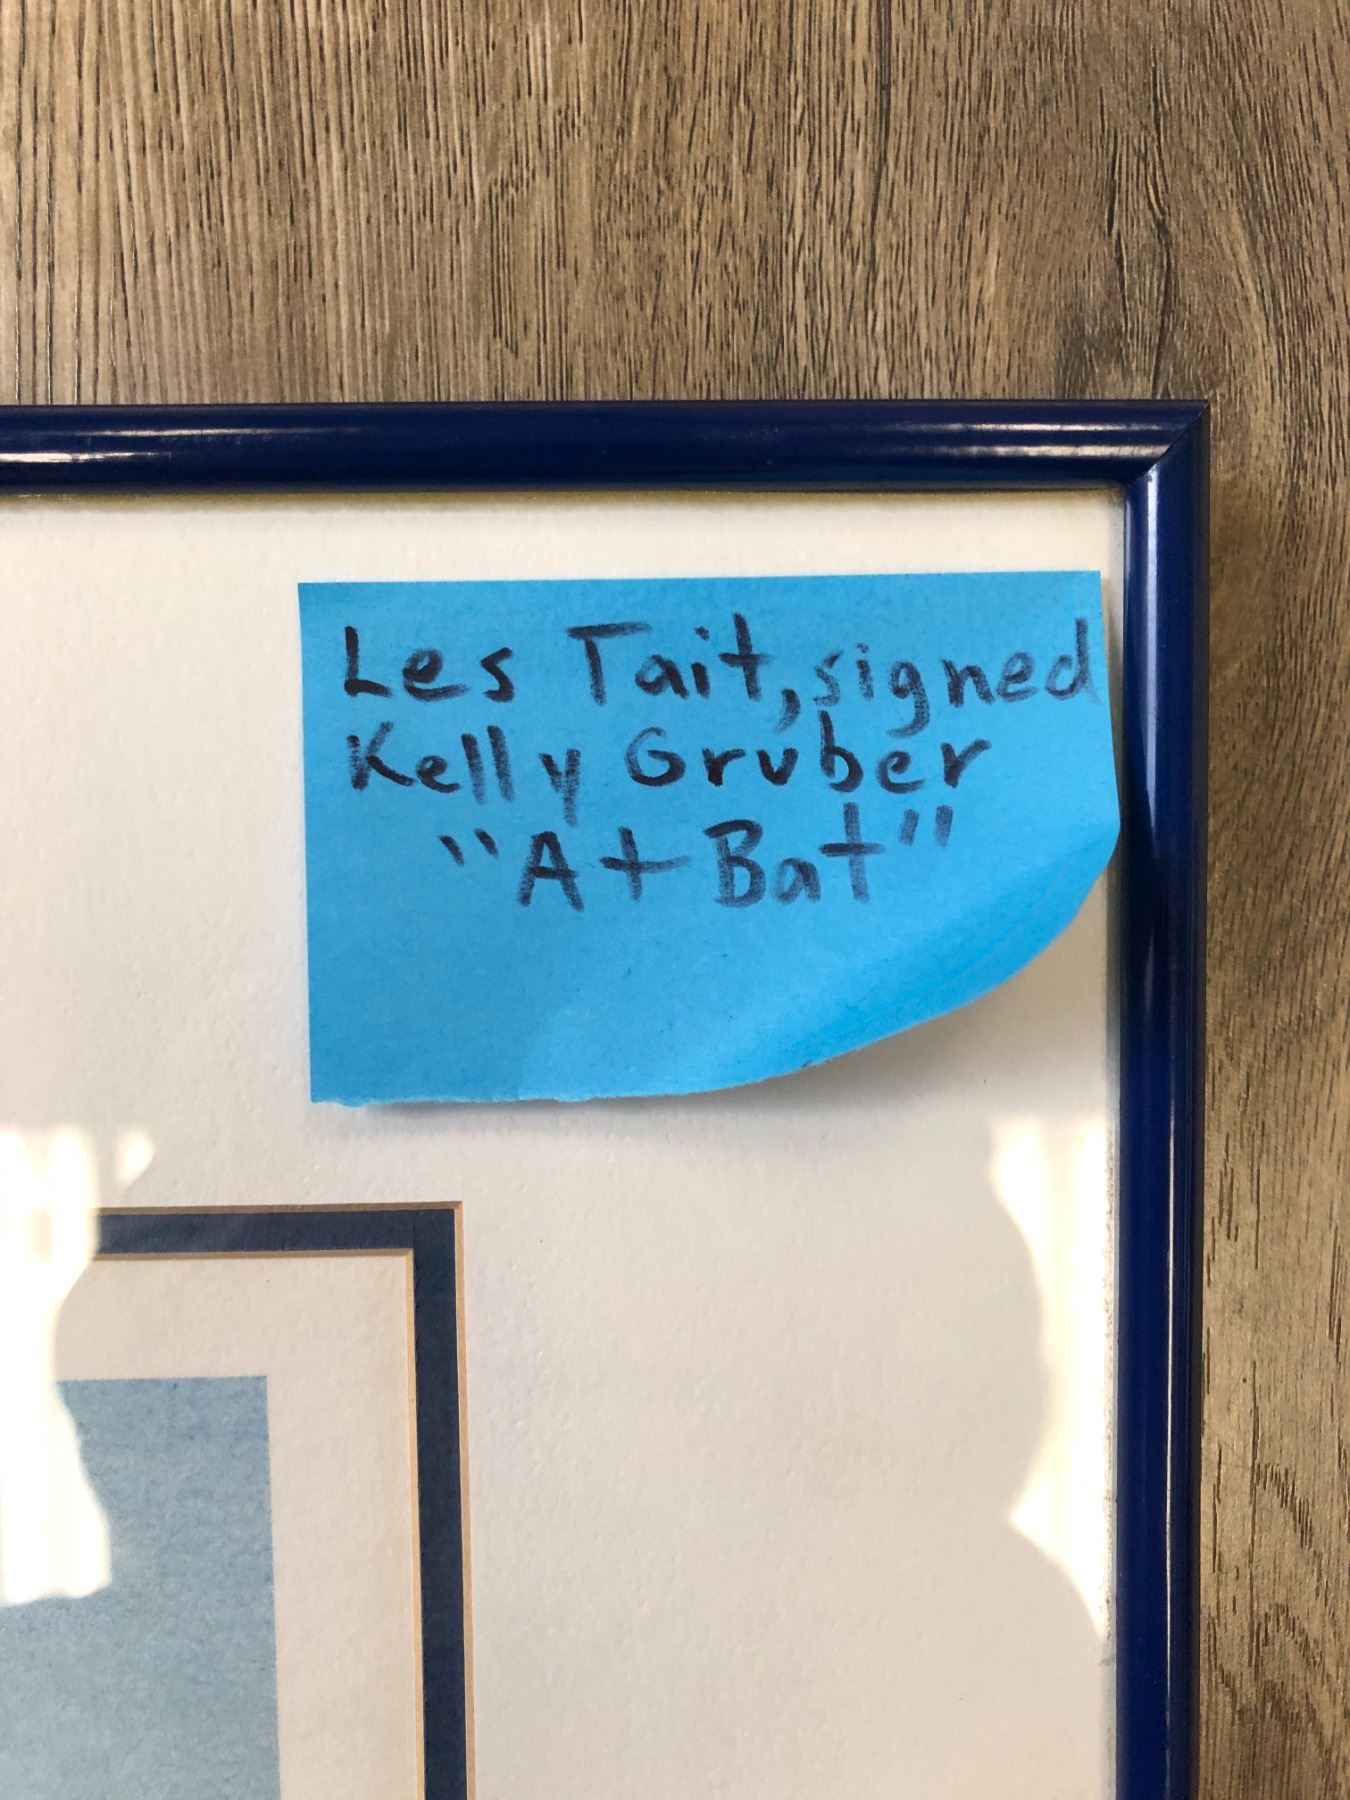 Les Tait, signed
Kelly Gruber
"At Bat"